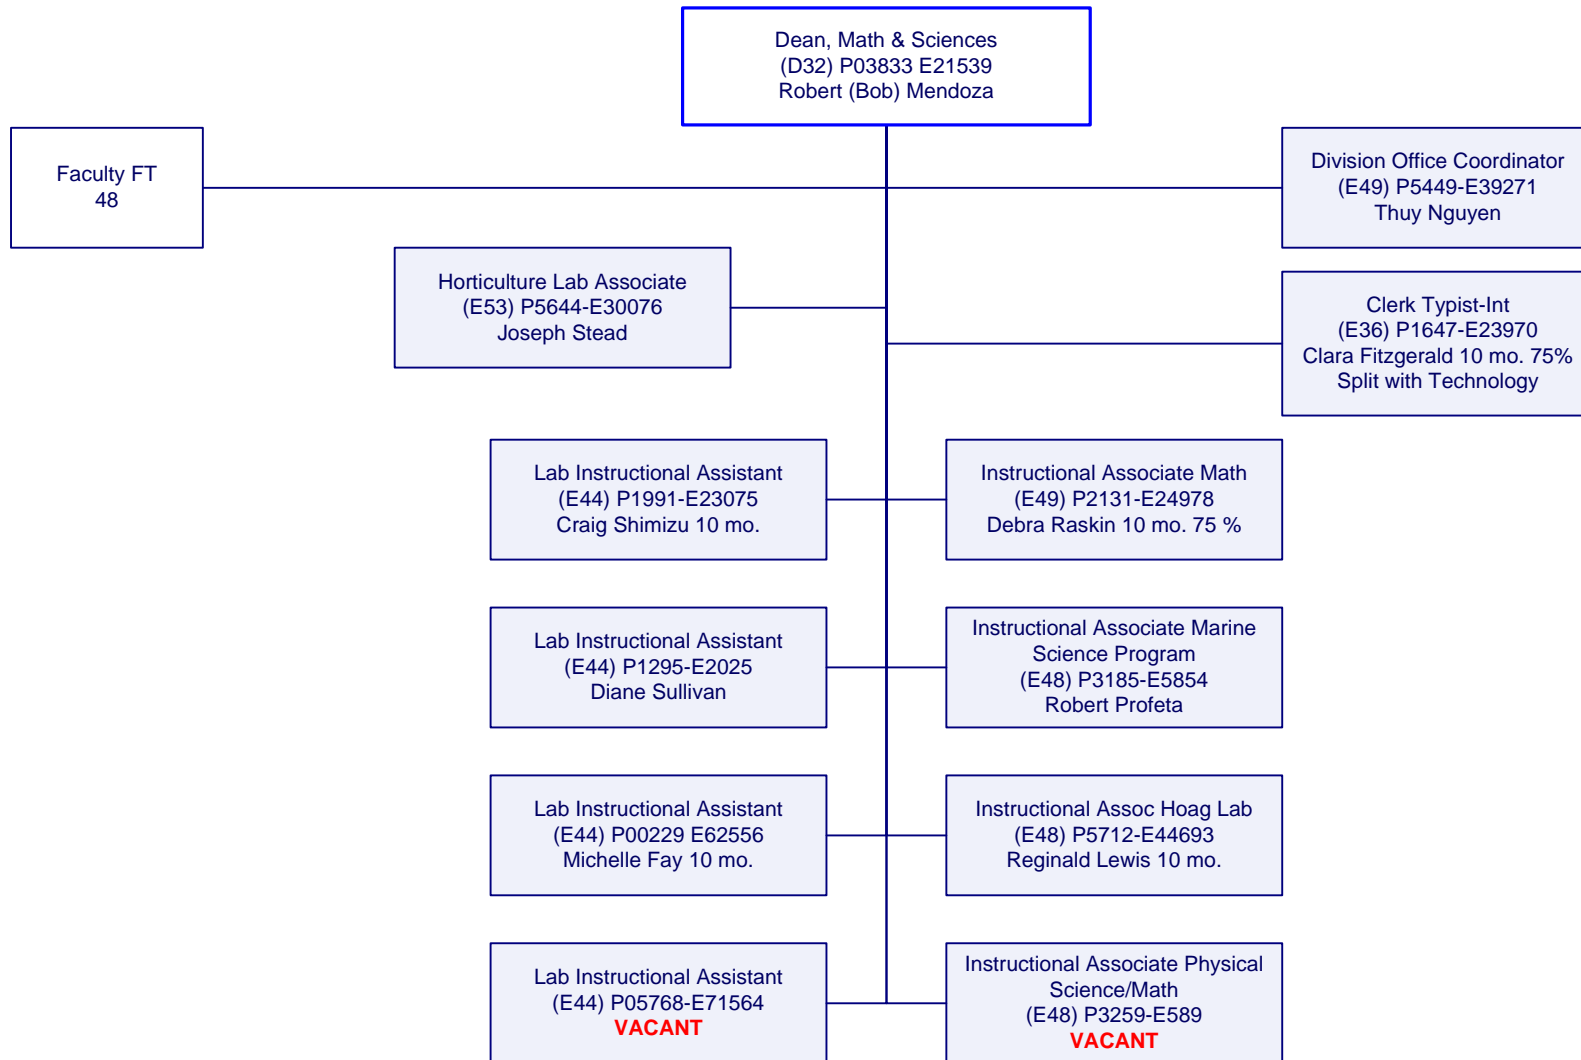 Dean, Math & Sciences
(D32) P03833 E21539
Robert (Bob) Mendoza
Faculty FT
48
Division Office Coordinator
(E49) P5449-E39271
Thuy Nguyen
Horticulture Lab Associate
(E53) P5644-E30076
Joseph Stead
Clerk Typist-Int
(E36) P1647-E23970
Clara Fitzgerald 10 mo. 75%
Split with Technology
Lab Instructional Assistant
(E44) P1991-E23075
Craig Shimizu 10 mo.
Instructional Associate Math
(E49) P2131-E24978
Debra Raskin 10 mo. 75 %
Lab Instructional Assistant
(E44) P1295-E2025
Diane Sullivan
Instructional Associate Marine
Science Program
(E48) P3185-E5854
Robert Profeta
Lab Instructional Assistant
(E44) P00229 E62556
Michelle Fay 10 mo.
Instructional Assoc Hoag Lab
(E48) P5712-E44693
Reginald Lewis 10 mo.
Lab Instructional Assistant
(E44) P05768-E71564
VACANT
Instructional Associate Physical
Science/Math
(E48) P3259-E589
VACANT